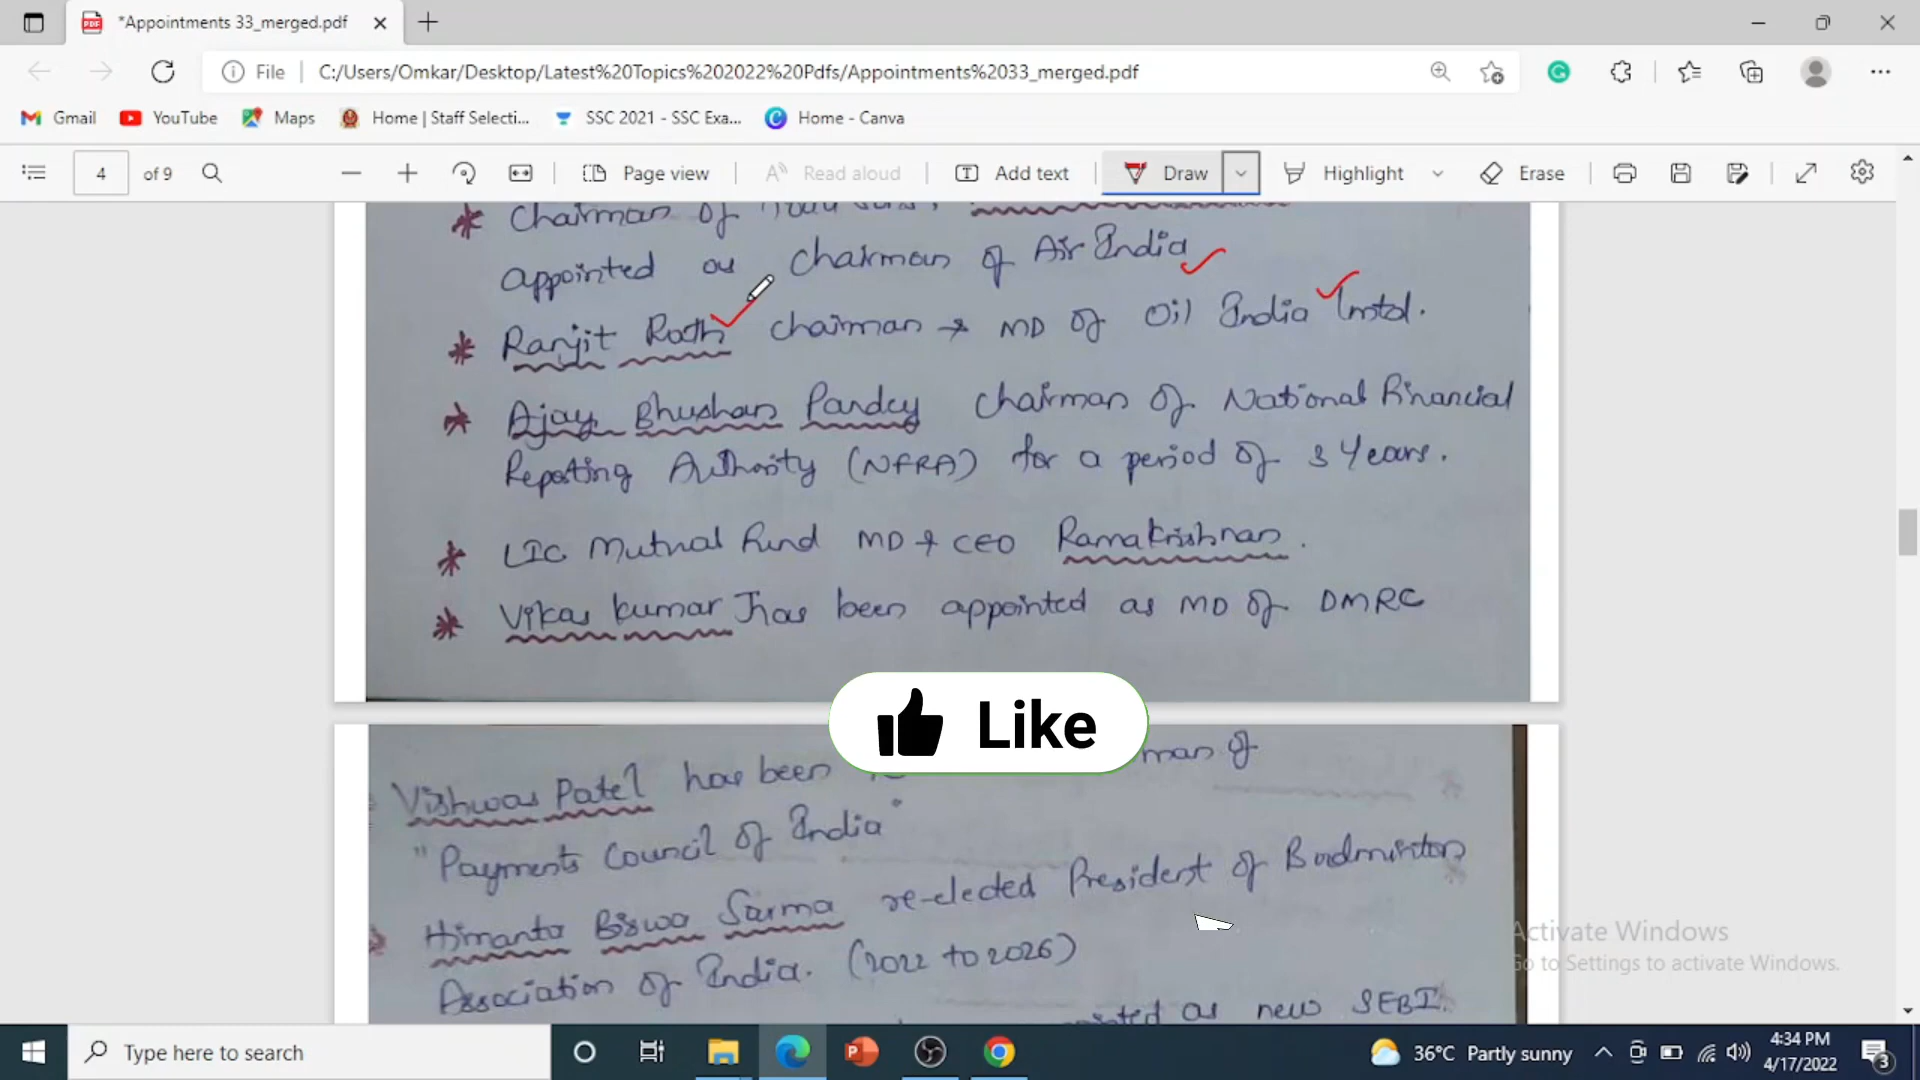 *Appointments 33_merged.pdf
File
C:/Users/Omkar/Desktop/Latest%20Topics%202022%20Pdfs/Appointments%2033_merged.pdf
Gmail YouTube Maps Home | Staff Selecti... SSC 2021 - SSC Exa... Home - Canva
4 of 9 Page view Read aloud Add text Draw Highlight Erase
Chairman of
appointed as Chairman of Air India
* Ranjit Rath chairman → MD of Oil India
* Ajay Bhushan Pandey chairman of National Financial
Reporting Authority (NFRA) for a period of 3 Years.
* LIC Mutual Fund MD + CEO Ramakrishnan.
* Vikas Kumar has been appointed as MD of DMRC
Like
Vishwas Patel has been man of
"Payments Council of India"
Himanta Biswa Sarma re-elected President of Badminton
Association of India. (2022 to 2026)
as new SEBI
Activate Windows
Go to Settings to activate Windows.
Type here to search
36°C Partly sunny
4:34 PM
4/17/2022
3